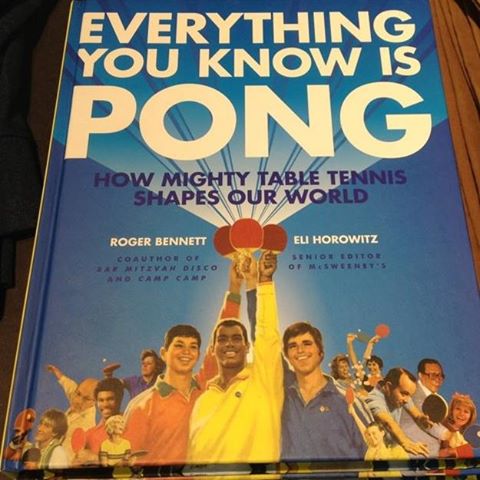 EVERYTHING
YOU KNOW IS
PONG
HOW MIGHTY TABLE TENNIS
SHAPES OUR WORLD
ROGER BENNETT
COAUTHOR OF
BAR MITZVAH DISCO
AND CAMP CAMP
ELI HOROWITZ
SENIOR EDITOR
OF McSWEENEY'S